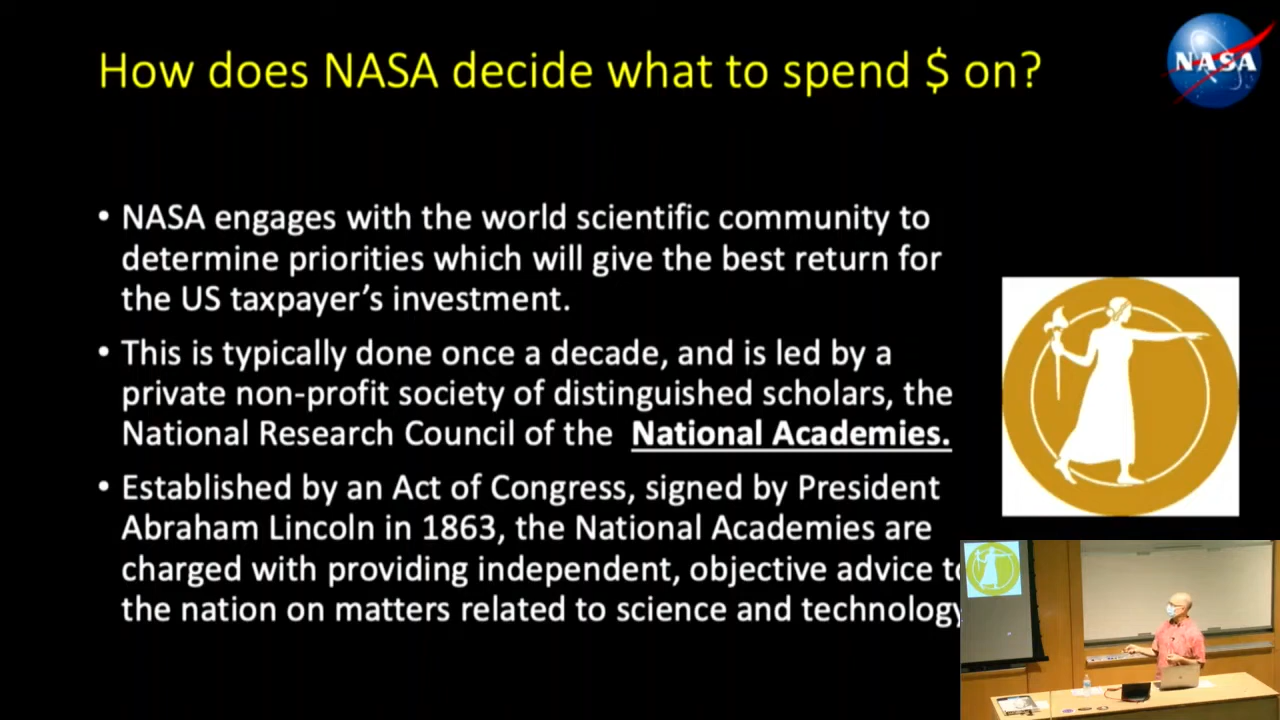 How does NASA decide what to spend $ on?
NASA
• NASA engages with the world scientific community to
determine priorities which will give the best return for
the US taxpayer's investment.
• This is typically done once a decade, and is led by a
private non-profit society of distinguished scholars, the
National Research Council of the National Academies.
• Established by an Act of Congress, signed by President
Abraham Lincoln in 1863, the National Academies are
charged with providing independent, objective advice to
the nation on matters related to science and technology